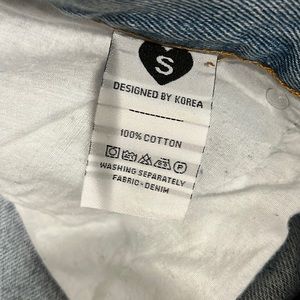 S
DESIGNED BY KOREA
100% COTTON
P
WASHING SEPARATELY
FABRIC-DENIM